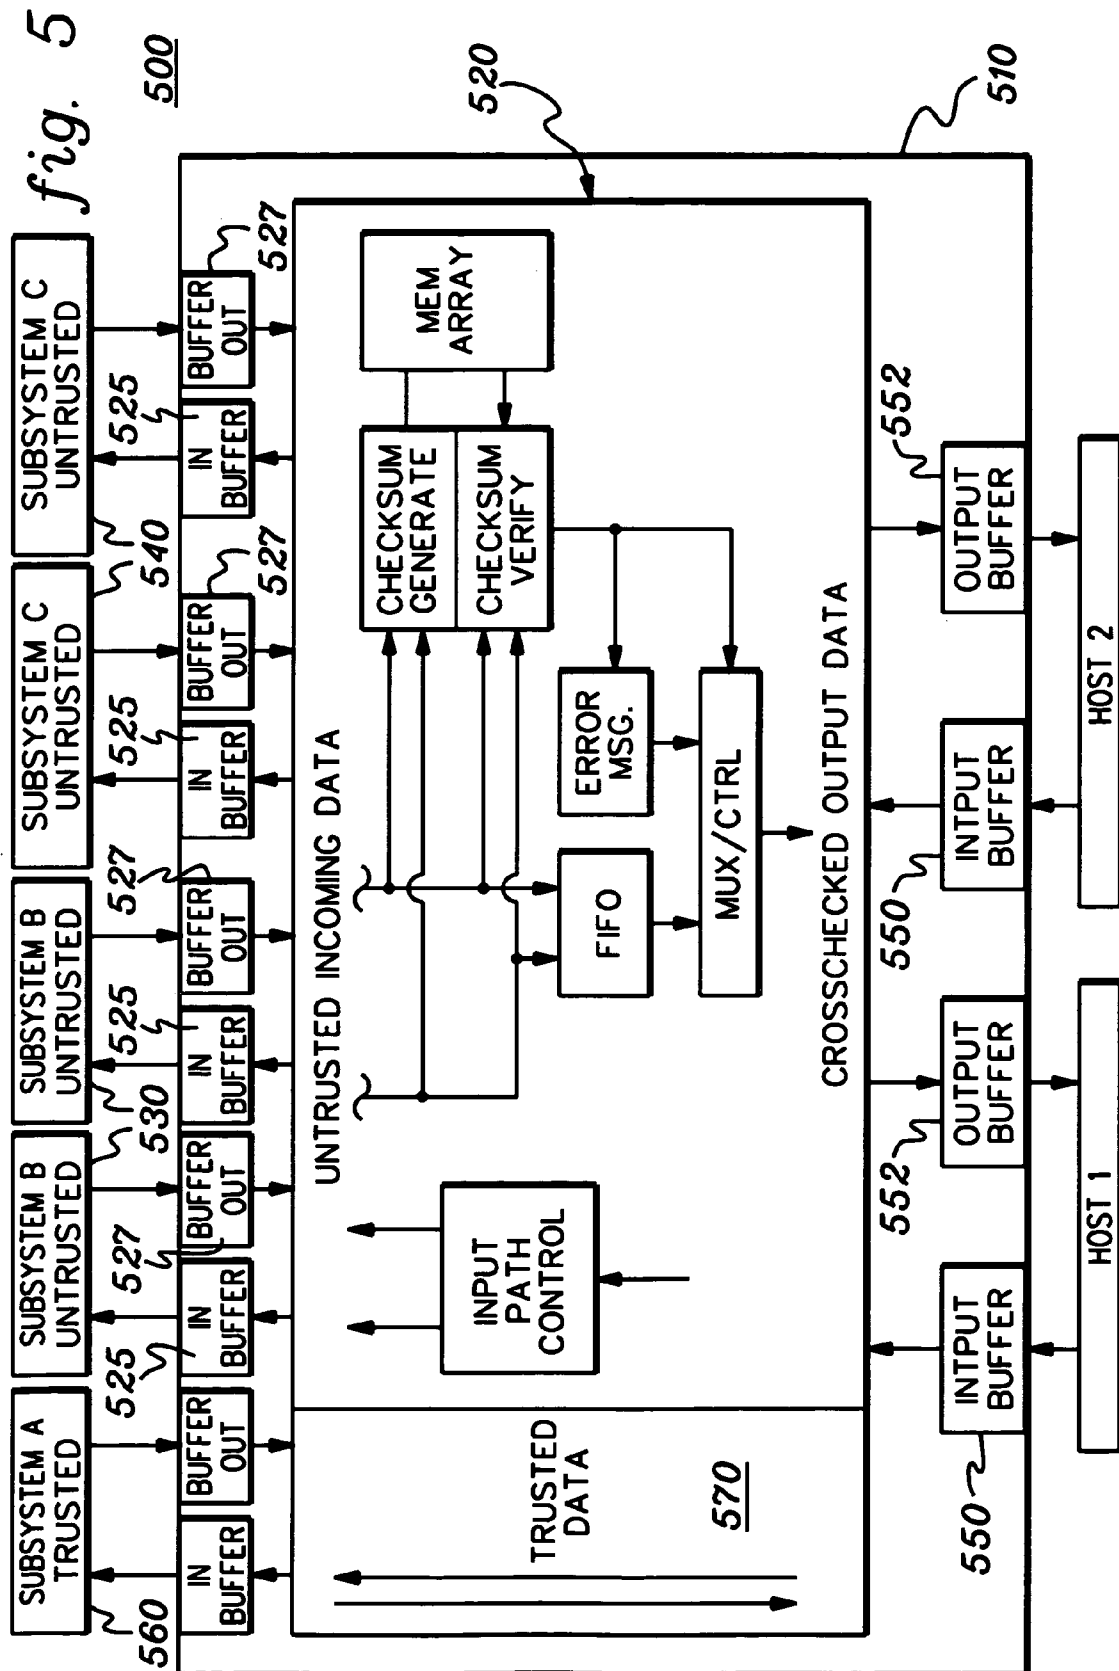 fig. 5
500
SUBSYSTEM A
TRUSTED
SUBSYSTEM B
UNTRUSTED
SUBSYSTEM B
UNTRUSTED
SUBSYSTEM C
UNTRUSTED
SUBSYSTEM C
UNTRUSTED
560
525
527
530
525
527
525
540
527
525
527
IN
BUFFER
BUFFER
OUT
IN
BUFFER
BUFFER
OUT
IN
BUFFER
BUFFER
OUT
IN
BUFFER
BUFFER
OUT
IN
BUFFER
BUFFER
OUT
520
UNTRUSTED INCOMING DATA
TRUSTED
DATA
570
INPUT
PATH
CONTROL
CHECKSUM
GENERATE
CHECKSUM
VERIFY
MEM
ARRAY
FIFO
ERROR
MSG.
MUX/CTRL
CROSSCHECKED OUTPUT DATA
550
552
550
552
510
INTPUT
BUFFER
OUTPUT
BUFFER
INTPUT
BUFFER
OUTPUT
BUFFER
HOST 1
HOST 2